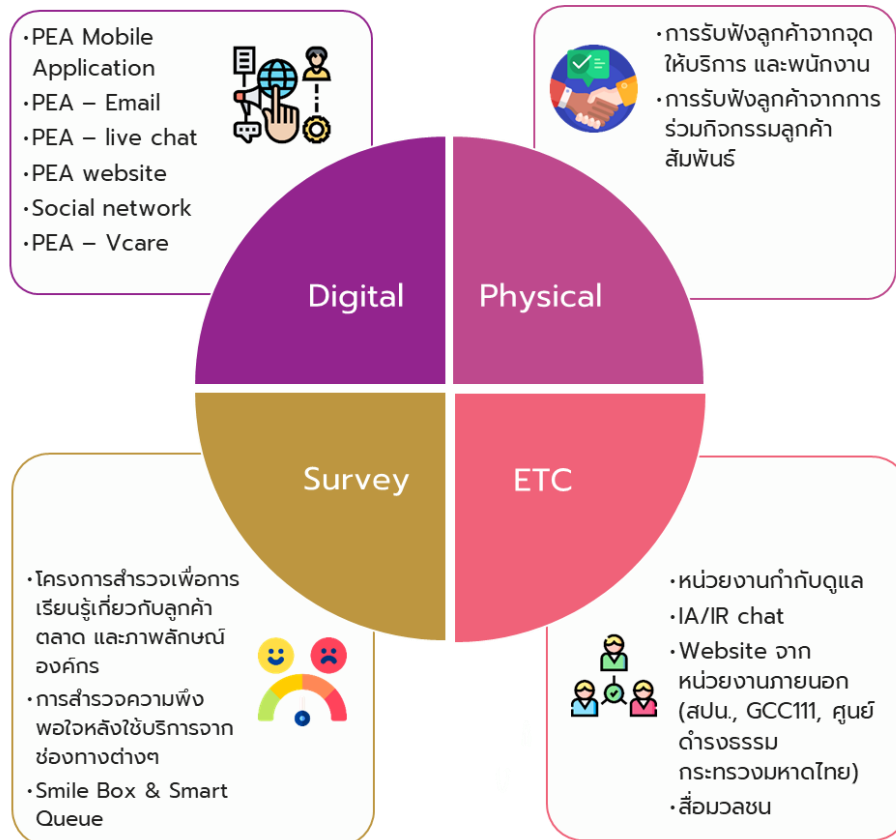 •PEA Mobile
Application
•PEA – Email
•PEA – live chat
•PEA website
•Social network
•PEA – Vcare
•การรับฟังลูกค้าจากจุด
ให้บริการ และพนักงาน
•การรับฟังลูกค้าจากการ
ร่วมกิจกรรมลูกค้า
สัมพันธ์
Digital
Physical
Survey
ETC
•โครงการสำรวจเพื่อการ
เรียนรู้เกี่ยวกับลูกค้า
ตลาด และภาพลักษณ์
องค์กร
•การสำรวจความพึง
พอใจหลังใช้บริการจาก
ช่องทางต่างๆ
•Smile Box & Smart
Queue
•หน่วยงานกำกับดูแล
•IA/IR chat
•Website จาก
หน่วยงานภายนอก
(สปน., GCC111, ศูนย์
ดำรงธรรม
กระทรวงมหาดไทย)
•สื่อมวลชน